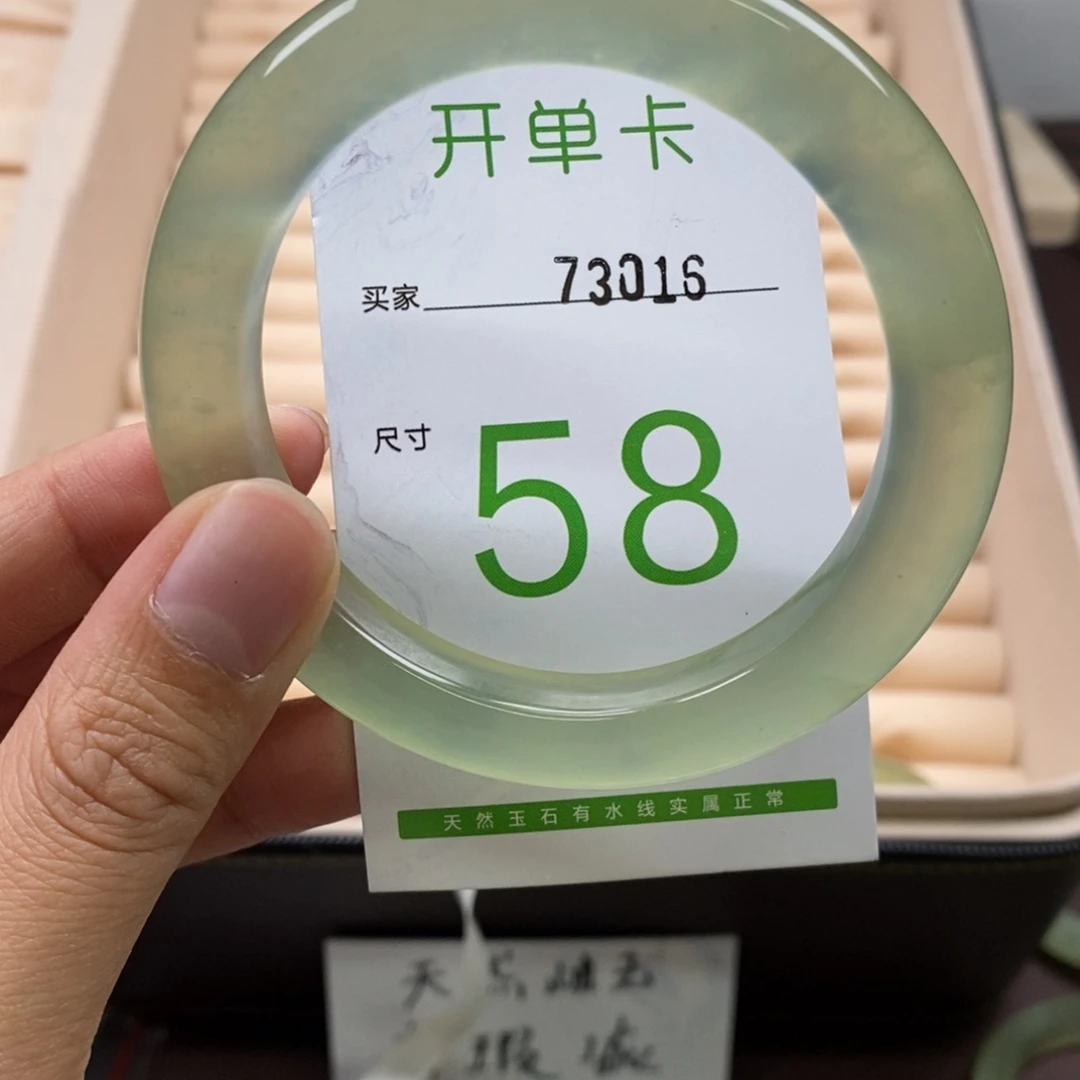 开单卡
买家 73016
尺寸 58
天然玉石有水线实属正常
天